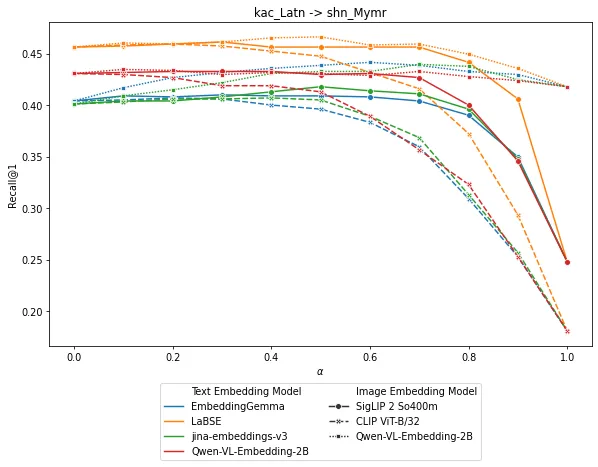 kac_Latn -> shn_Mymr
Recall@1
0.45
0.40
0.35
0.30
0.25
0.20
0.0 0.2 0.4 0.6 0.8 1.0
α
Text Embedding Model
EmbeddingGemma
LaBSE
jina-embeddings-v3
Qwen-VL-Embedding-2B
Image Embedding Model
SigLIP 2 So400m
CLIP ViT-B/32
Qwen-VL-Embedding-2B